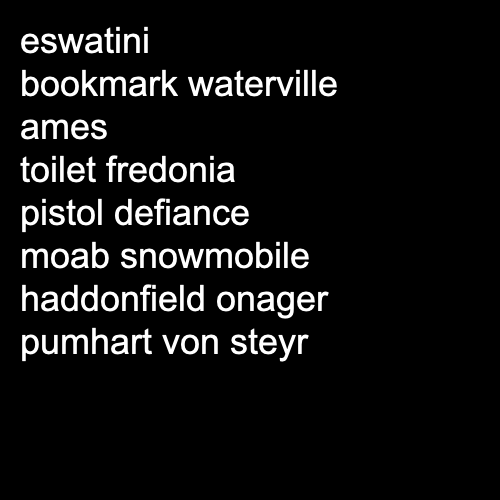 eswatini
bookmark waterville
ames
toilet fredonia
pistol defiance
moab snowmobile
haddonfield onager
pumhart von steyr